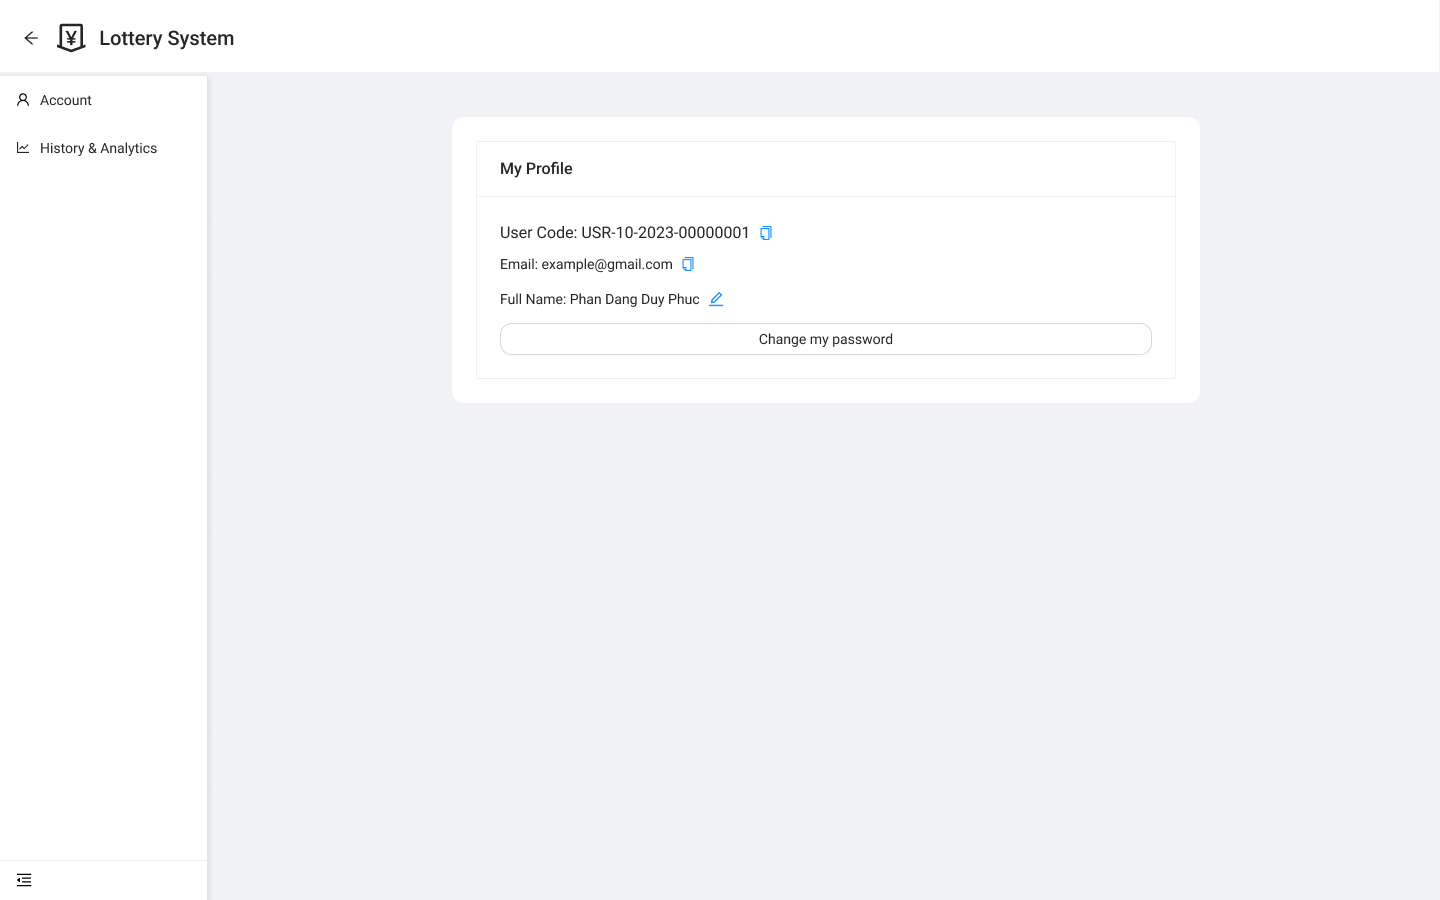 Lottery System
Account
History & Analytics
My Profile
User Code: USR-10-2023-00000001
Email: example@gmail.com
Full Name: Phan Dang Duy Phuc
Change my password